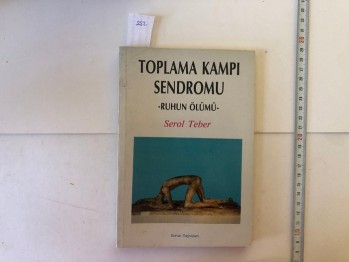 TOPLAMA KAMPI
SENDROMU
-RUHUN ÖLÜMÜ-
Serol Teber